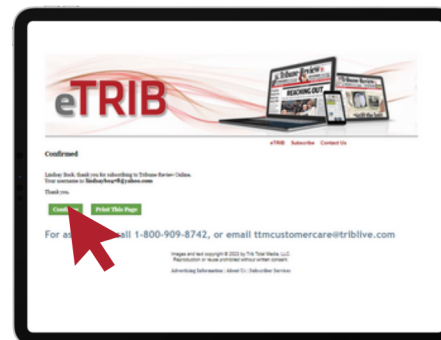 eTRIB
Tribune-Review
REACHING OUT
eTRIB Subscribe Contact Us
Confirmed
Lindsay Book, thank you for subscribing to Tribune Review Online.
Your username is:
Thank you,
Print This Page
For as all 1-800-909-8742, or email ttmcustomercare@triblive.com
Images and text copyright © 2023 by Trib Total Media, LLC.
Reproduction or reuse prohibited without written consent.
Advertising Information | About Us | Subscriber Services